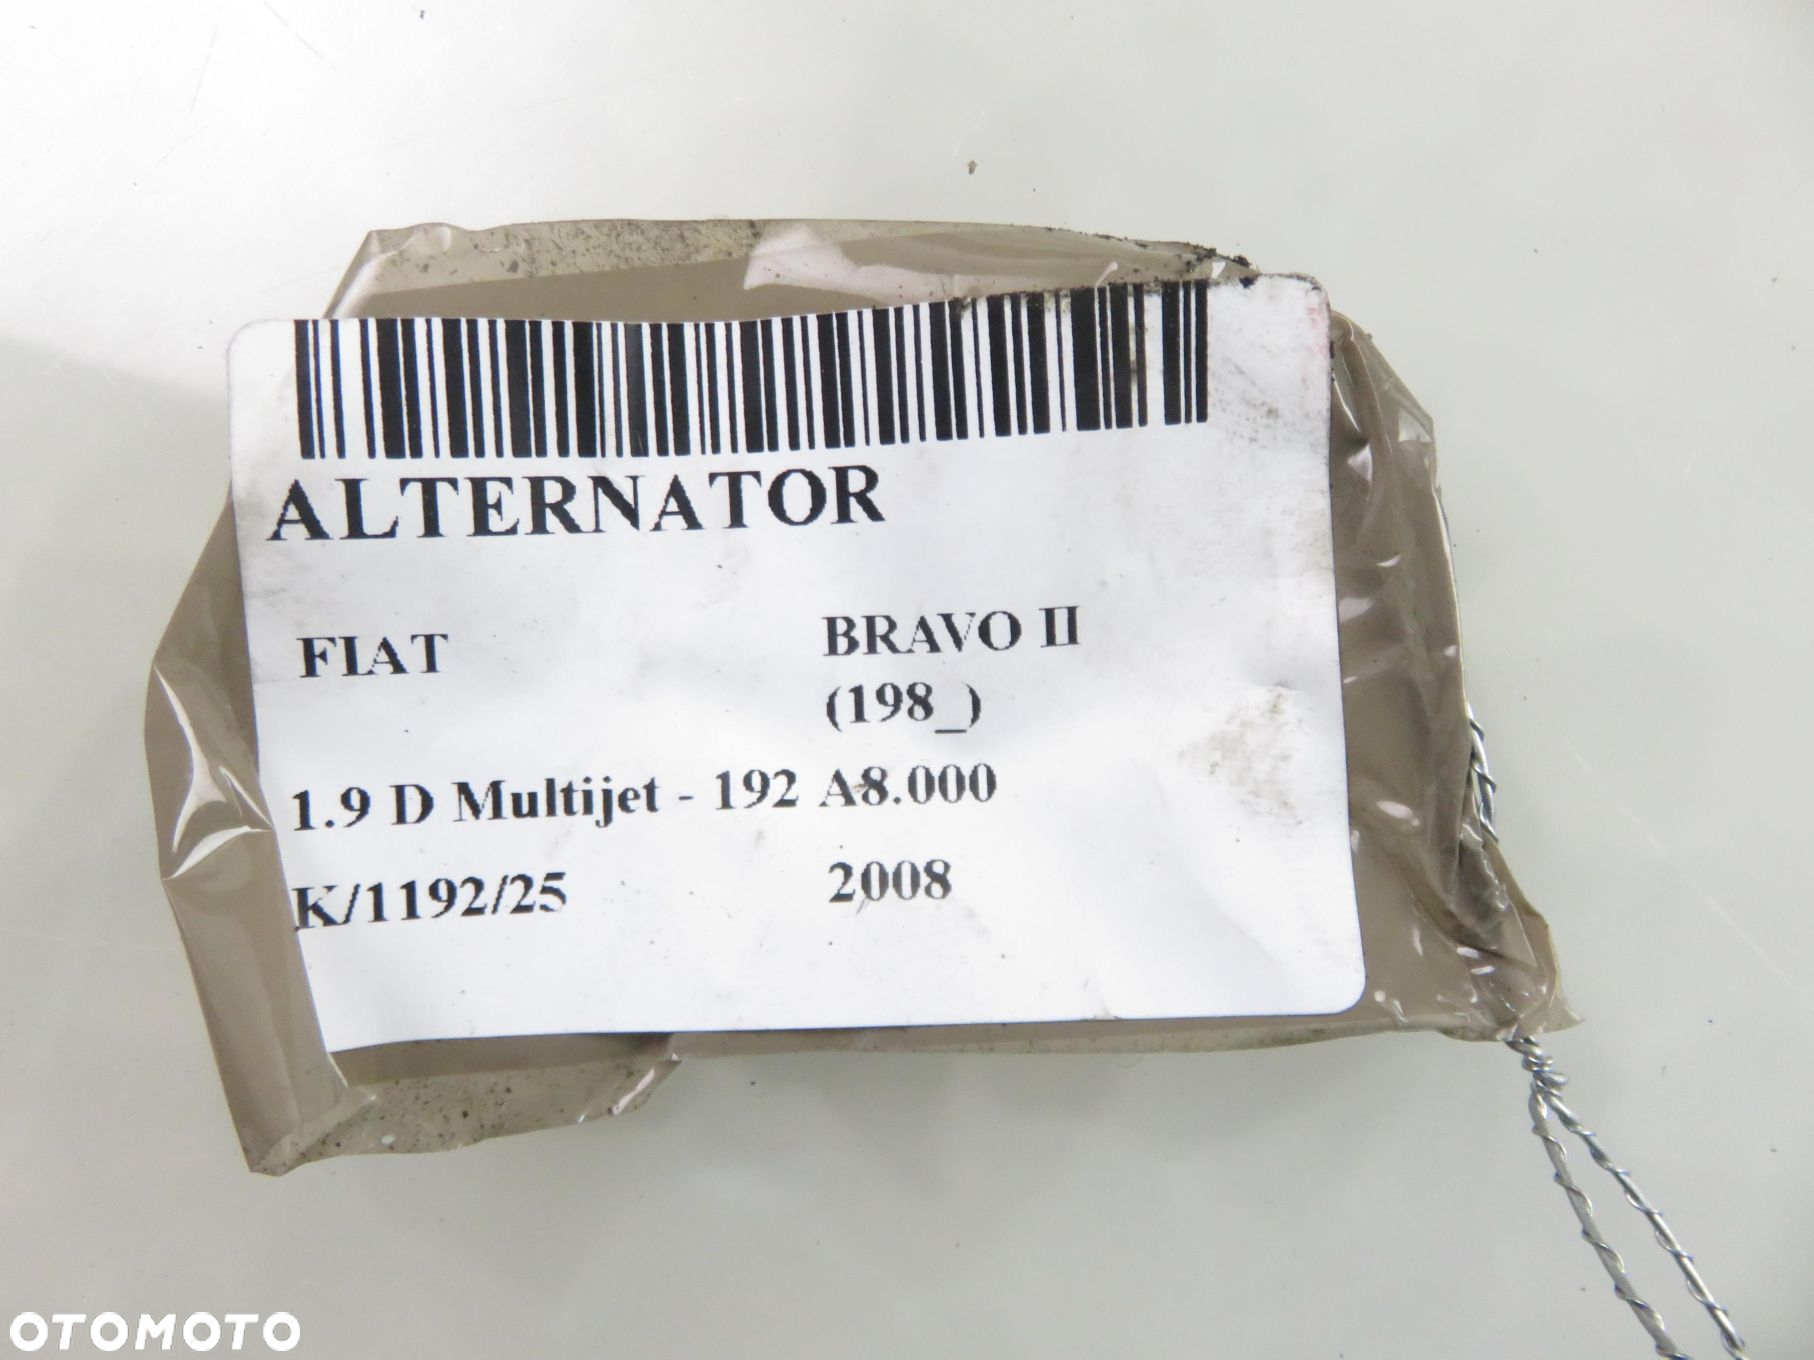 ALTERNATOR
FIAT BRAVO II
(198_)
1.9 D Multijet - 192 A8.000
K/1192/25 2008
OTOMOTO